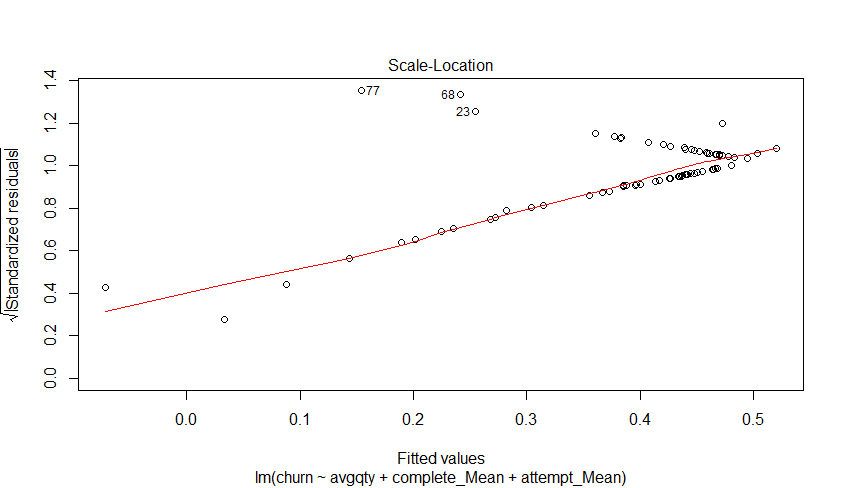 Scale-Location
√|Standardized residuals|
1.4
1.2
1.0
0.8
0.6
0.4
0.2
0.0
77
68
23
0.0 0.1 0.2 0.3 0.4 0.5
Fitted values
lm(churn ~ avgqty + complete_Mean + attempt_Mean)